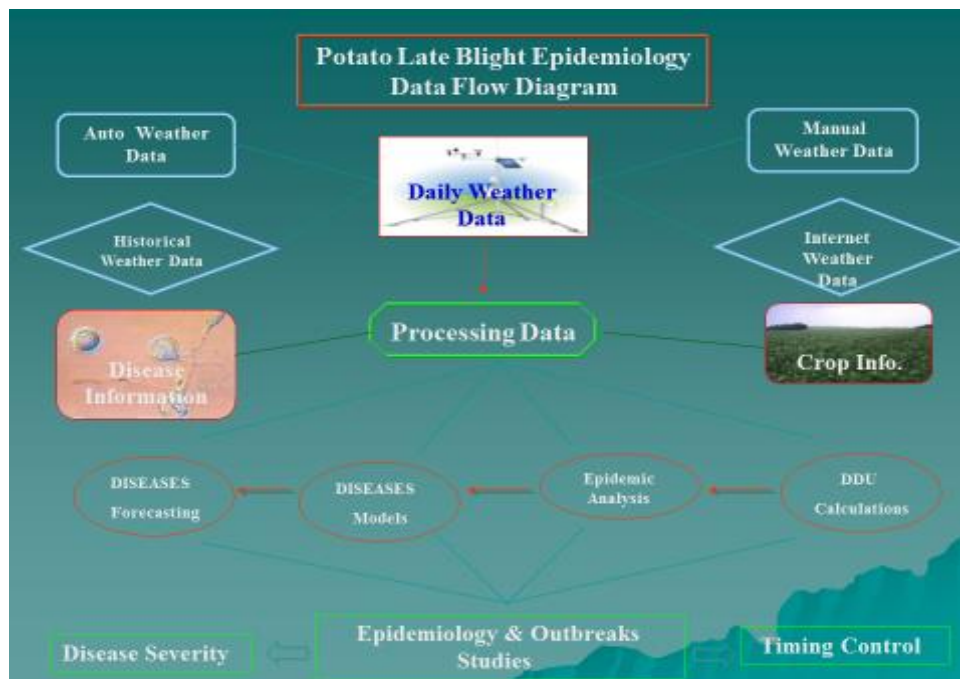 Potato Late Blight Epidemiology
Data Flow Diagram
Auto Weather
Data
Manual
Weather Data
Daily Weather
Data
Historical
Weather Data
Internet
Weather
Data
Processing Data
Disease
Information
Crop Info.
DISEASES
Forecasting
DISEASES
Models
Epidemic
Analysis
DDU
Calculations
Disease Severity
Epidemiology & Outbreaks
Studies
Timing Control